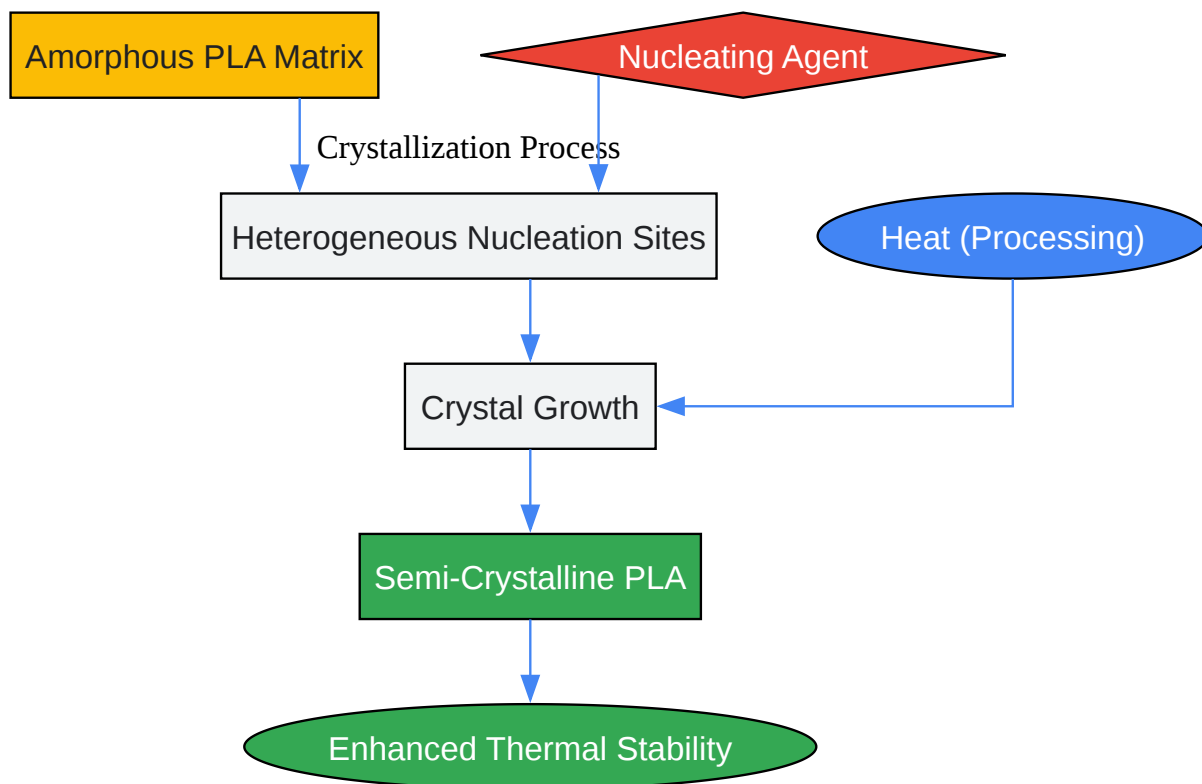 Amorphous PLA Matrix
Nucleating Agent
Crystallization Process
Heterogeneous Nucleation Sites
Heat (Processing)
Crystal Growth
Semi-Crystalline PLA
Enhanced Thermal Stability